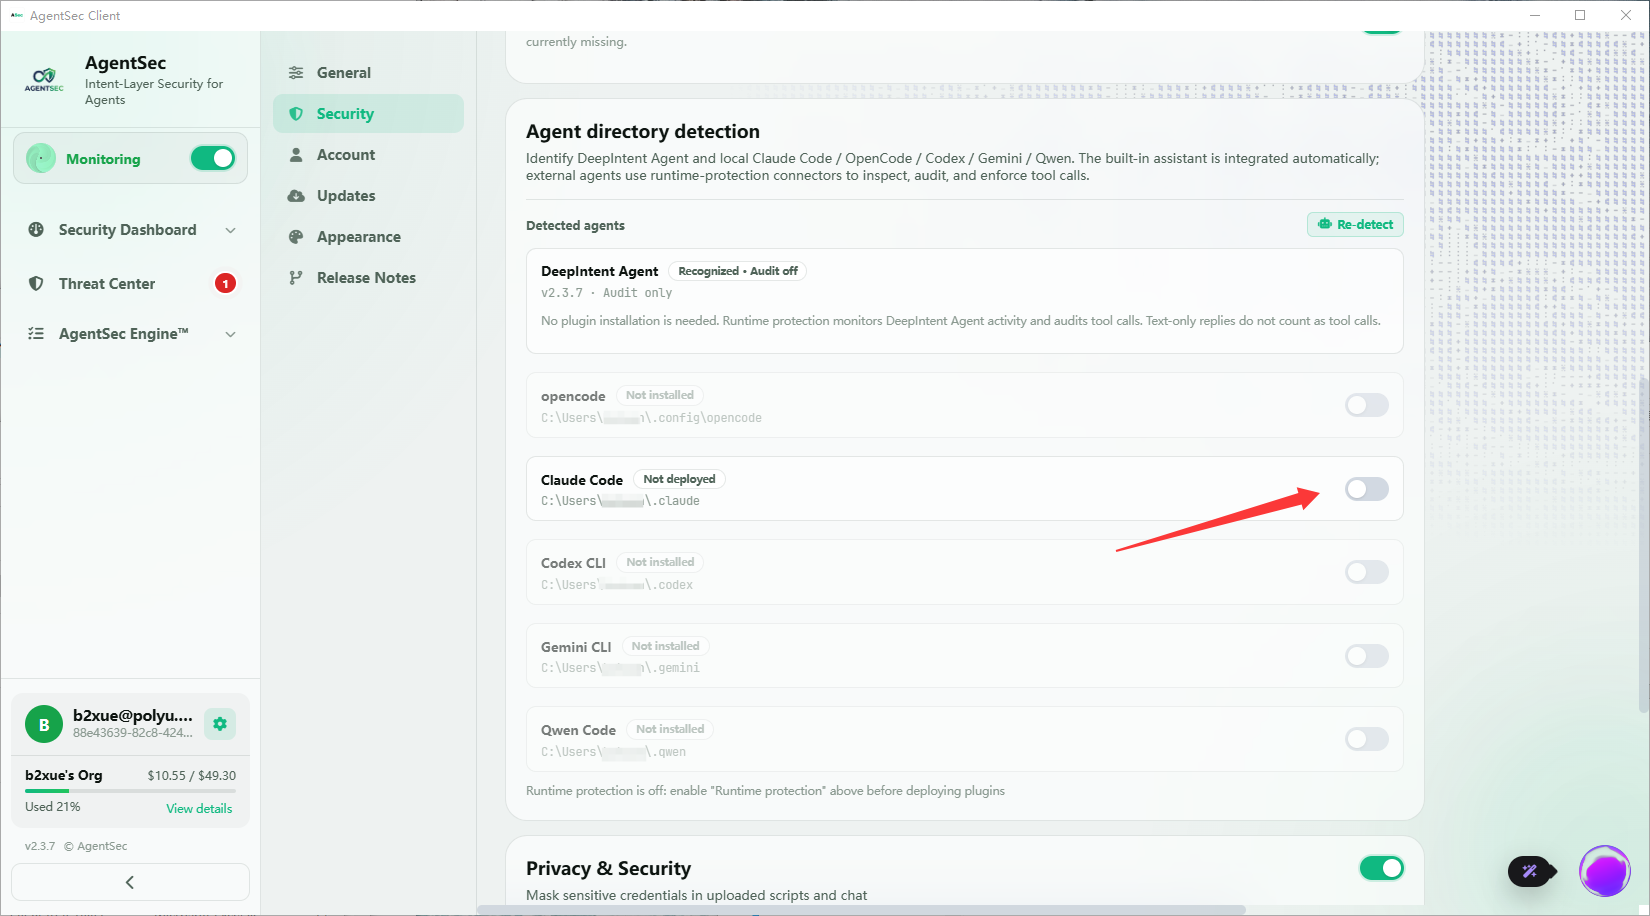 AgentSec Client
AgentSec
Intent-Layer Security for
Agents
AGENTSEC
Monitoring
Security Dashboard
Threat Center
1
AgentSec Engine™
B
b2xue@polyu....
88e43639-82c8-424...
b2xue's Org
$10.55 / $49.30
Used 21%
View details
v2.3.7 © AgentSec
General
Security
Account
Updates
Appearance
Release Notes
currently missing.
Agent directory detection
Identify DeepIntent Agent and local Claude Code / OpenCode / Codex / Gemini / Qwen. The built-in assistant is integrated automatically;
external agents use runtime-protection connectors to inspect, audit, and enforce tool calls.
Detected agents
Re-detect
DeepIntent Agent
Recognized • Audit off
v2.3.7 · Audit only
No plugin installation is needed. Runtime protection monitors DeepIntent Agent activity and audits tool calls. Text-only replies do not count as tool calls.
opencode
Not installed
C:\Users\ \.config\opencode
Claude Code
Not deployed
C:\Users\ \.claude
Codex CLI
Not installed
C:\Users\ \.codex
Gemini CLI
Not installed
C:\Users\ \.gemini
Qwen Code
Not installed
C:\Users\ \.qwen
Runtime protection is off: enable "Runtime protection" above before deploying plugins
Privacy & Security
Mask sensitive credentials in uploaded scripts and chat